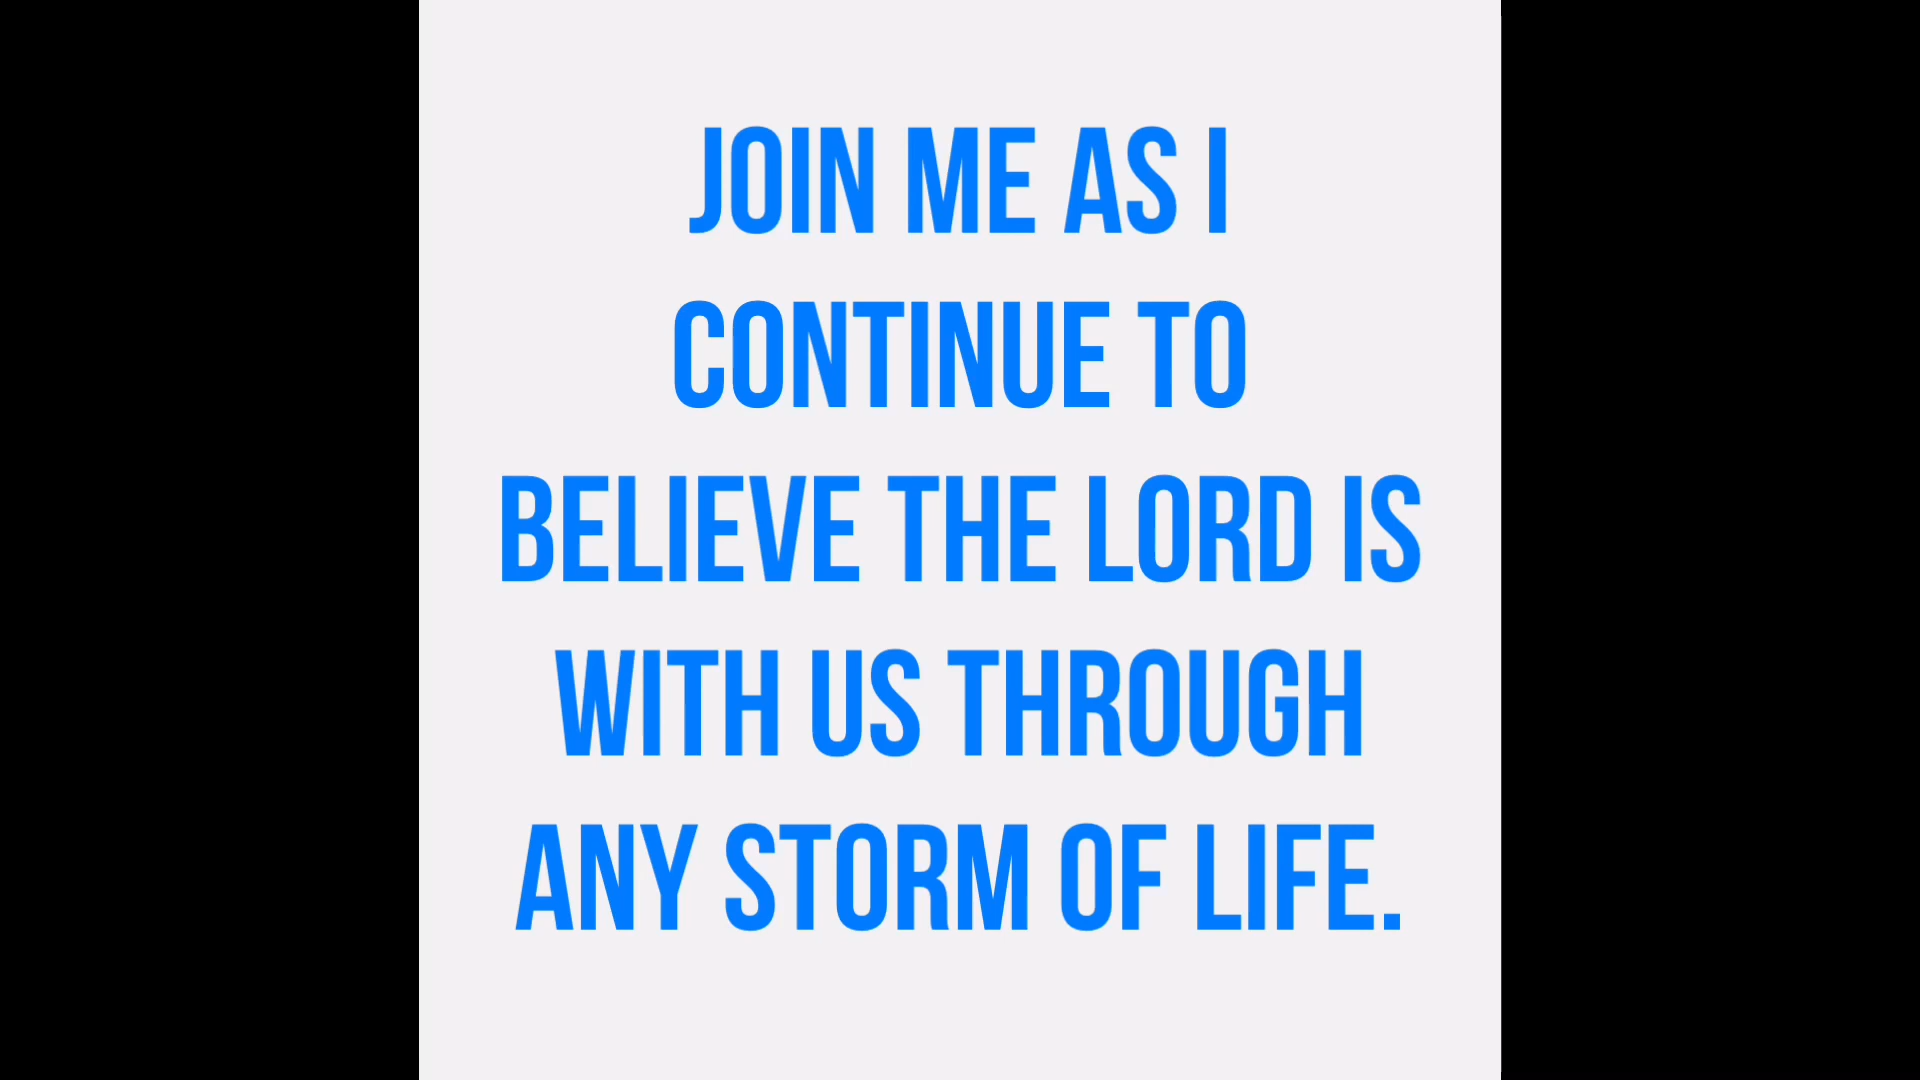 JOIN ME AS I
CONTINUE TO
BELIEVE THE LORD IS
WITH US THROUGH
ANY STORM OF LIFE.